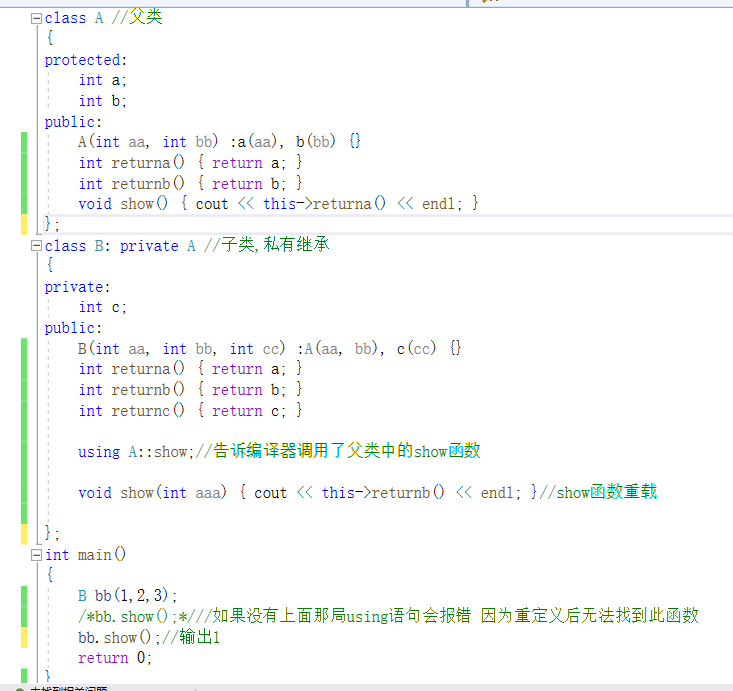 class A //父类
{
protected:
    int a;
    int b;
public:
    A(int aa, int bb) :a(aa), b(bb) {}
    int returna() { return a; }
    int returnb() { return b; }
    void show() { cout << this->returna() << endl; }
};
class B: private A //子类,私有继承
{
private:
    int c;
public:
    B(int aa, int bb, int cc) :A(aa, bb), c(cc) {}
    int returna() { return a; }
    int returnb() { return b; }
    int returnc() { return c; }
    using A::show;//告诉编译器调用了父类中的show函数
    void show(int aaa) { cout << this->returnb() << endl; }//show函数重载
};
int main()
{
    B bb(1,2,3);
    /*bb.show();*///如果没有上面那局using语句会报错 因为重定义后无法找到此函数
    bb.show();//输出1
    return 0;
}